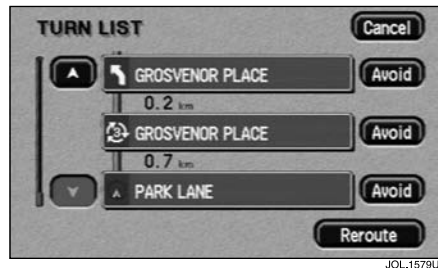 TURN LIST
Cancel
GROSVENOR PLACE
Avoid
0.2 km
3
GROSVENOR PLACE
Avoid
0.7 km
PARK LANE
Avoid
Reroute
JOL.1579U